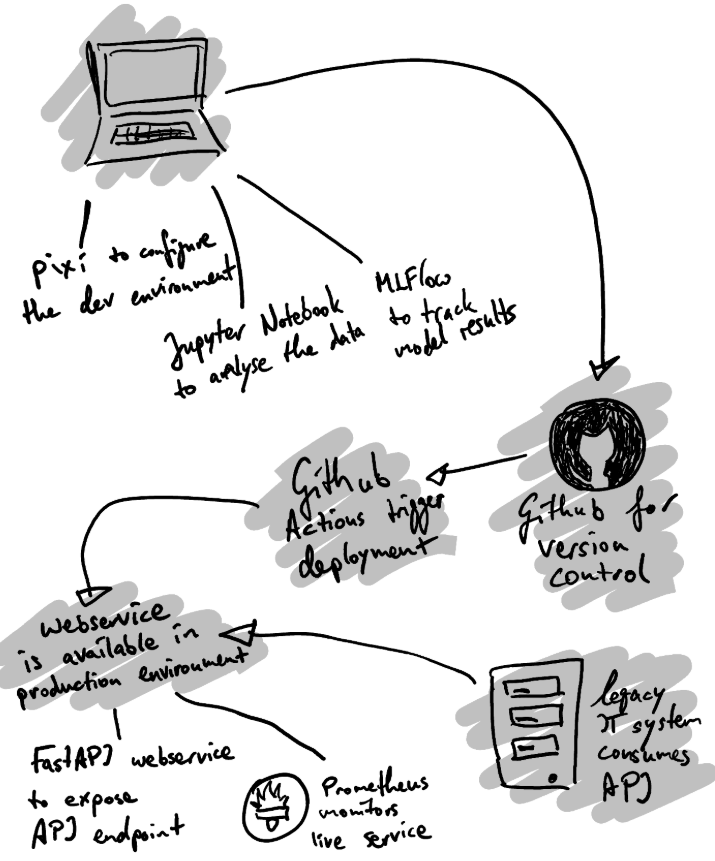 pixi to configure
the dev environment
Jupyter Notebook
to analyse the data
MLFlow
to track
model results
Github for
version
control
Github
Actions trigger
deployment
webservice
is available in
production environment
legacy
IT system
consumes
API
FastAPI webservice
to expose
API endpoint
Prometheus
monitors
live service